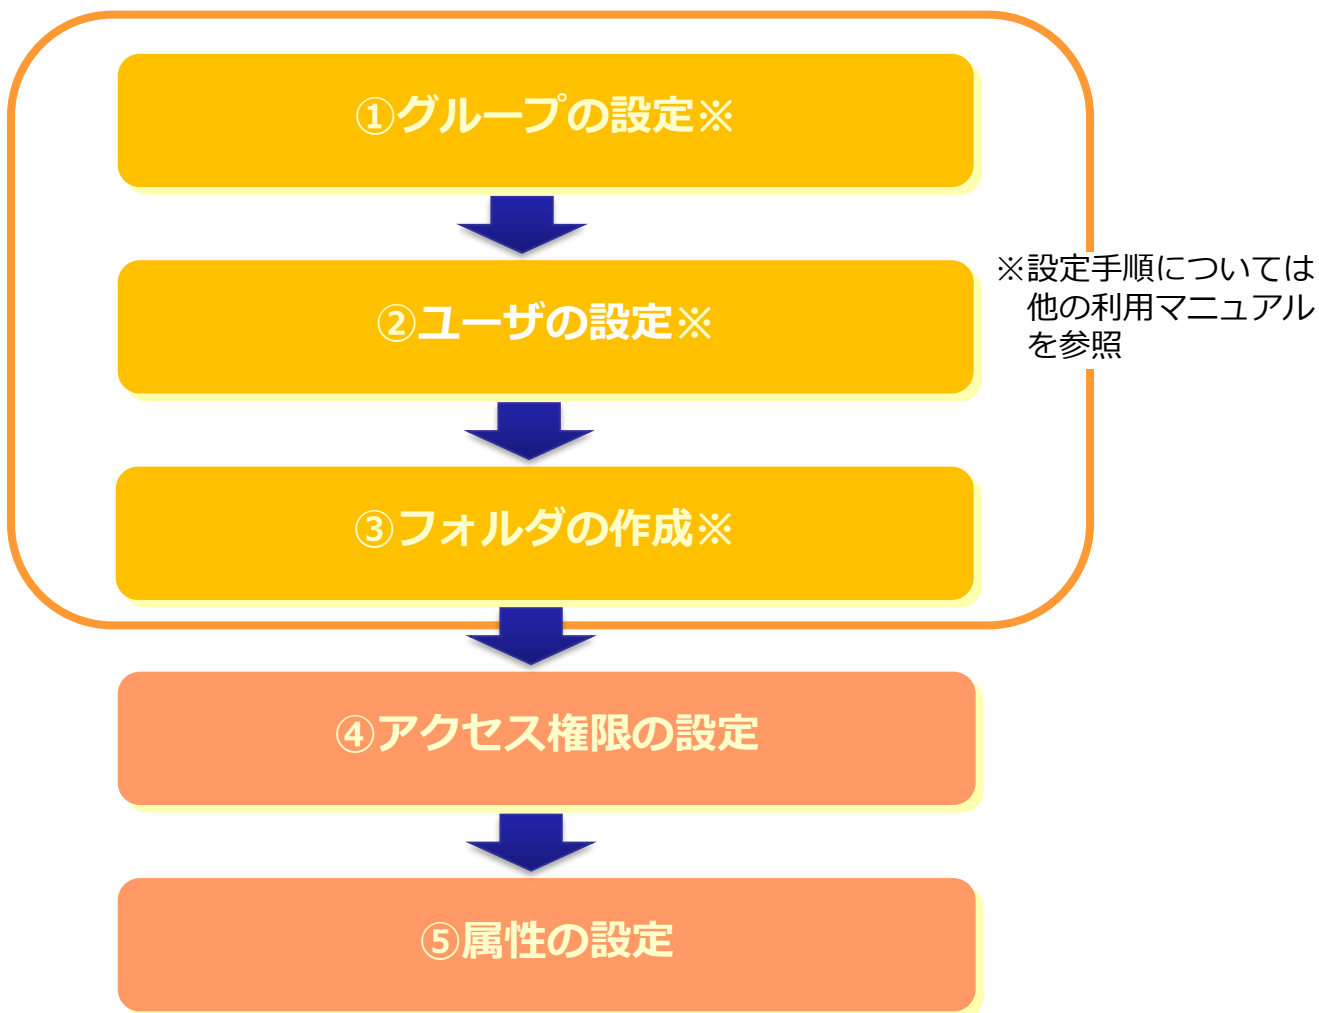 ①グループの設定※
②ユーザの設定※
※設定手順については
他の利用マニュアル
を参照
③フォルダの作成※
④アクセス権限の設定
⑤属性の設定